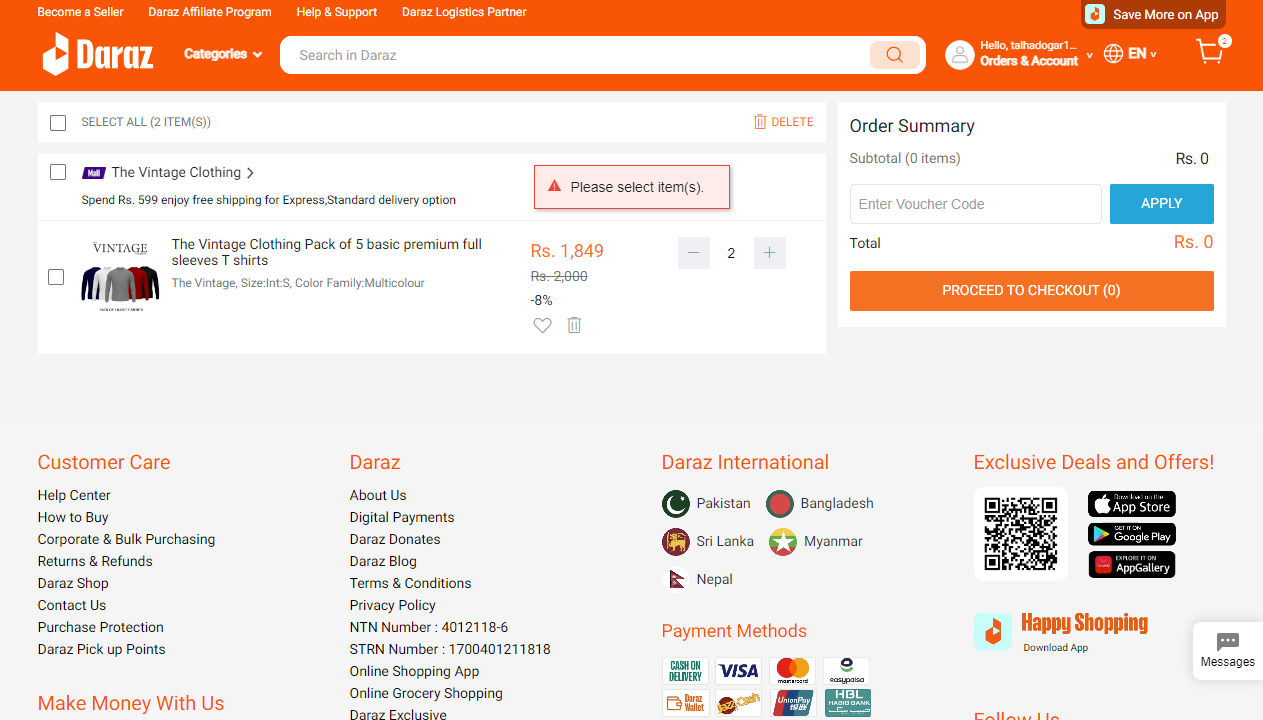 Become a Seller
Daraz Affiliate Program
Help & Support
Daraz Logistics Partner
Save More on App
Daraz
Categories
Search in Daraz
Hello, talhadogar1...
Orders & Account
EN
2
SELECT ALL (2 ITEM(S))
DELETE
Mall
The Vintage Clothing
Spend Rs. 599 enjoy free shipping for Express,Standard delivery option
Please select item(s).
VINTAGE
The Vintage Clothing Pack of 5 basic premium full
sleeves T shirts
The Vintage, Size:Int:S, Color Family:Multicolour
Rs. 1,849
Rs. 2,000
-8%
2
Order Summary
Subtotal (0 items)
Rs. 0
Enter Voucher Code
APPLY
Total
Rs. 0
PROCEED TO CHECKOUT (0)
Customer Care
Help Center
How to Buy
Corporate & Bulk Purchasing
Returns & Refunds
Daraz Shop
Contact Us
Purchase Protection
Daraz Pick up Points
Make Money With Us
Daraz
About Us
Digital Payments
Daraz Donates
Daraz Blog
Terms & Conditions
Privacy Policy
NTN Number : 4012118-6
STRN Number : 1700401211818
Online Shopping App
Online Grocery Shopping
Daraz Exclusive
Daraz International
Pakistan
Bangladesh
Sri Lanka
Myanmar
Nepal
Payment Methods
CASH ON
DELIVERY
VISA
mastercard
easypaisa
Daraz
Wallet
JazzCash
UnionPay
HBL
HABIB BANK
Exclusive Deals and Offers!
Download on the
App Store
GET IT ON
Google Play
EXPLORE IT ON
AppGallery
Happy Shopping
Download App
Messages
Follow Us